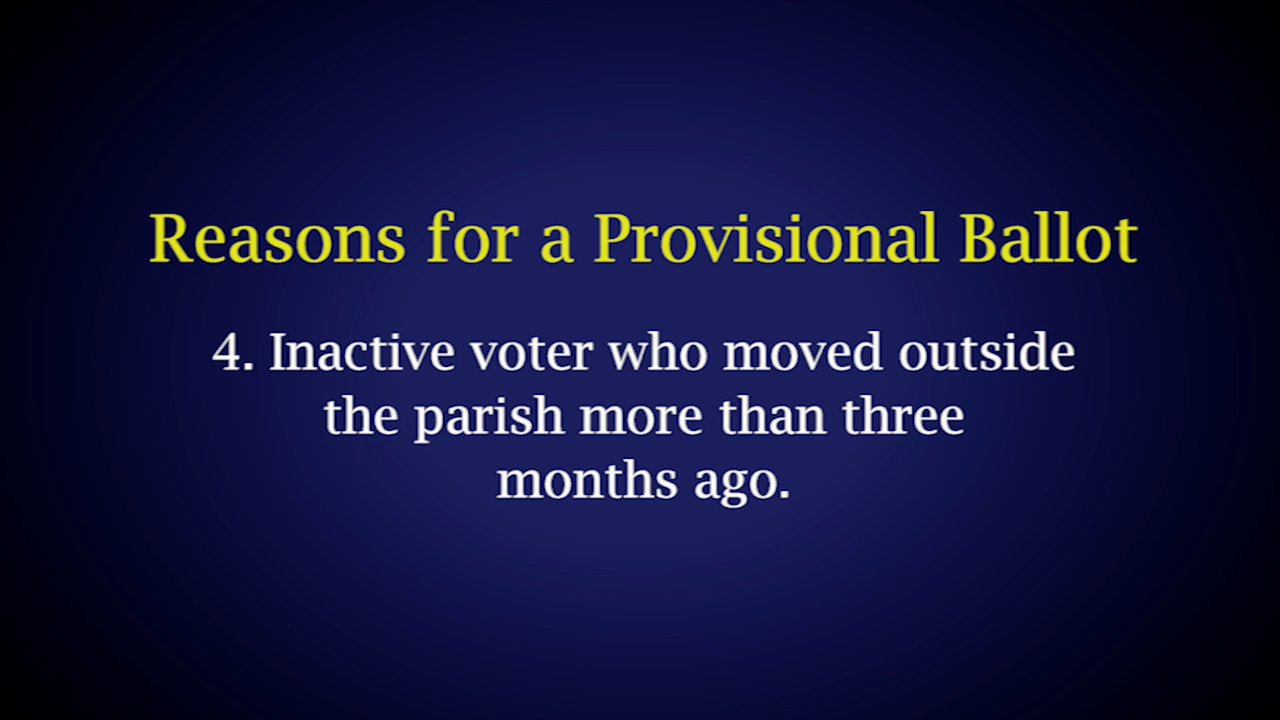 Reasons for a Provisional Ballot
4. Inactive voter who moved outside
the parish more than three
months ago.